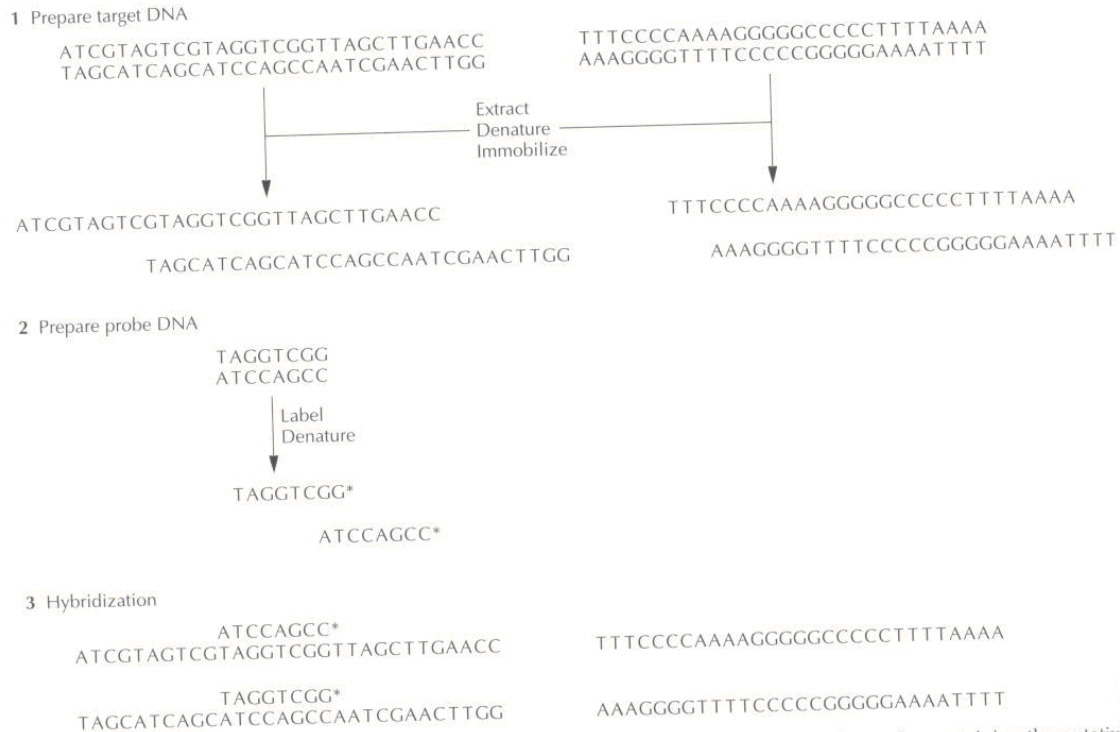 1 Prepare target DNA
ATCGTAGTCGTAGGTCGGTTAGCTTGAACC
TAGCATCAGCATCCAGCCAATCGAACTTGG
TTTCCCCAAAAGGGGGCCCCCTTTTAAAA
AAAGGGGTTTTCCCCCGGGGGAAAATTTT
Extract
Denature
Immobilize
ATCGTAGTCGTAGGTCGGTTAGCTTGAACC
TTTCCCCAAAAGGGGGCCCCCTTTTAAAA
TAGCATCAGCATCCAGCCAATCGAACTTGG
AAAGGGGTTTTCCCCCGGGGGAAAATTTT
2 Prepare probe DNA
TAGGTCGG
ATCCAGCC
Label
Denature
TAGGTCGG*
ATCCAGCC*
3 Hybridization
ATCCAGCC*
ATCGTAGTCGTAGGTCGGTTAGCTTGAACC
TTTCCCCAAAAGGGGGCCCCCTTTTAAAA
TAGGTCGG*
TAGCATCAGCATCCAGCCAATCGAACTTGG
AAAGGGGTTTTCCCCCGGGGGAAAATTTT